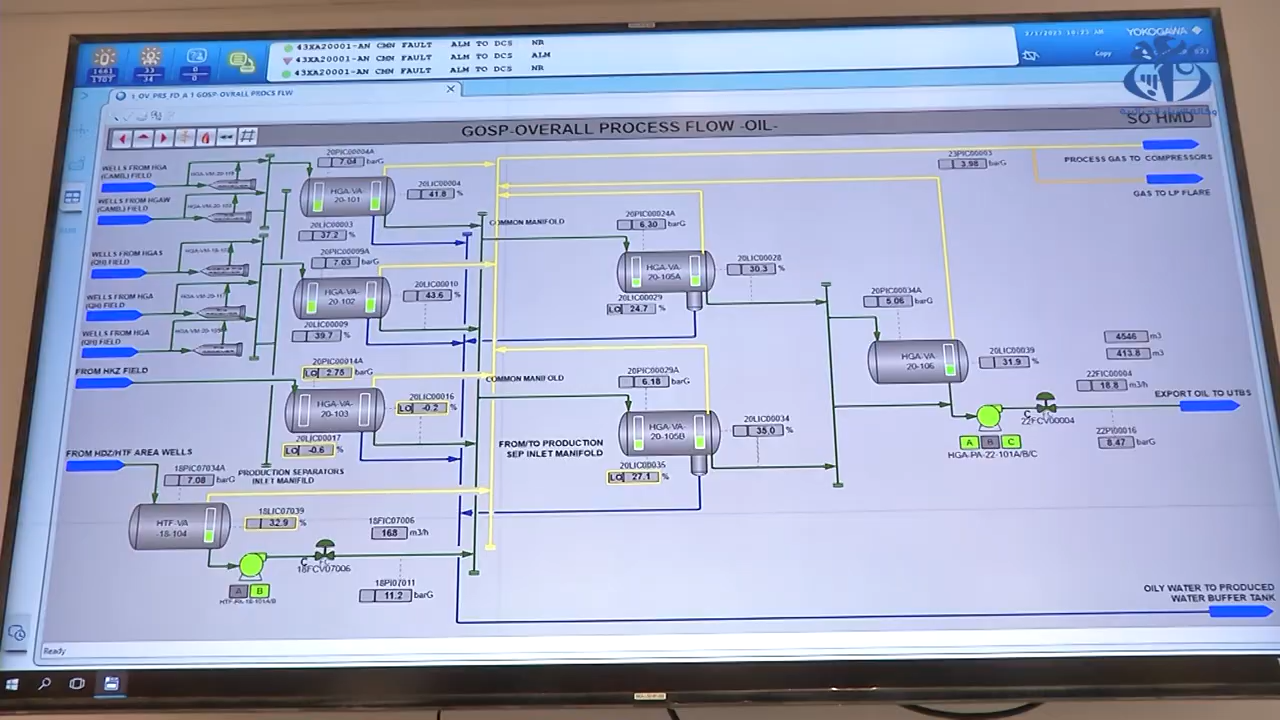 43XA20001-AN CMN FAULT ALM TO DCS NR
43XA20001-AN CMN FAULT ALM TO DCS ALM
43XA20001-AN CMN FAULT ALM TO DCS NR
YOKOGAWA
Copy
GOSP-OVERALL PROCESS FLOW -OIL-
SO HMD
WELLS FROM HGA
(CAMB.) FIELD
WELLS FROM HGAW
(CAMB.) FIELD
WELLS FROM HGAS
(QH) FIELD
WELLS FROM HGA
(QH) FIELD
WELLS FROM HGA
(QH) FIELD
FROM HKZ FIELD
FROM HDZ/HTF AREA WELLS
20PIC00004A
7.04 barG
HGA-VA
20-101
20LIC00004
41.8 %
20LIC00003
37.2 %
20PIC00009A
7.03 barG
HGA-VA-
20-102
20LIC00010
43.6 %
20LIC00009
39.7 %
20PIC00014A
LO 2.75 barG
HGA-VA-
20-103
20LIC00016
LO -0.2 %
20LIC00017
LO -0.6 %
PRODUCTION SEPARATORS
INLET MANIFILD
18PIC07034A
7.08 barG
HTF-VA
-18-104
18LIC07039
32.9 %
18FIC07006
168 m3/h
C
18FCV07006
A B
18PI07011
11.2 barG
COMMON MANIFOLD
20PIC00024A
6.30 barG
HGA-VA-
20-105A
20LIC00028
30.3 %
20LIC00029
LO 24.7 %
COMMON MANIFOLD
20PIC00029A
6.18 barG
HGA-VA-
20-105B
20LIC00034
35.0 %
20LIC00035
LO 27.1 %
FROM/TO PRODUCTION
SEP INLET MANIFOLD
23PIC00003
3.98 barG
PROCESS GAS TO COMPRESSORS
GAS TO LP FLARE
20PIC00034A
5.06 barG
HGA-VA
20-106
20LIC00039
31.9 %
4546 m3
413.8 m3
22FIC00004
18.8 m3/h
EXPORT OIL TO UTBS
C
22FCV00004
A B C
HGA-PA-22-101A/B/C
22PI00016
8.47 barG
OILY WATER TO PRODUCED
WATER BUFFER TANK
Ready